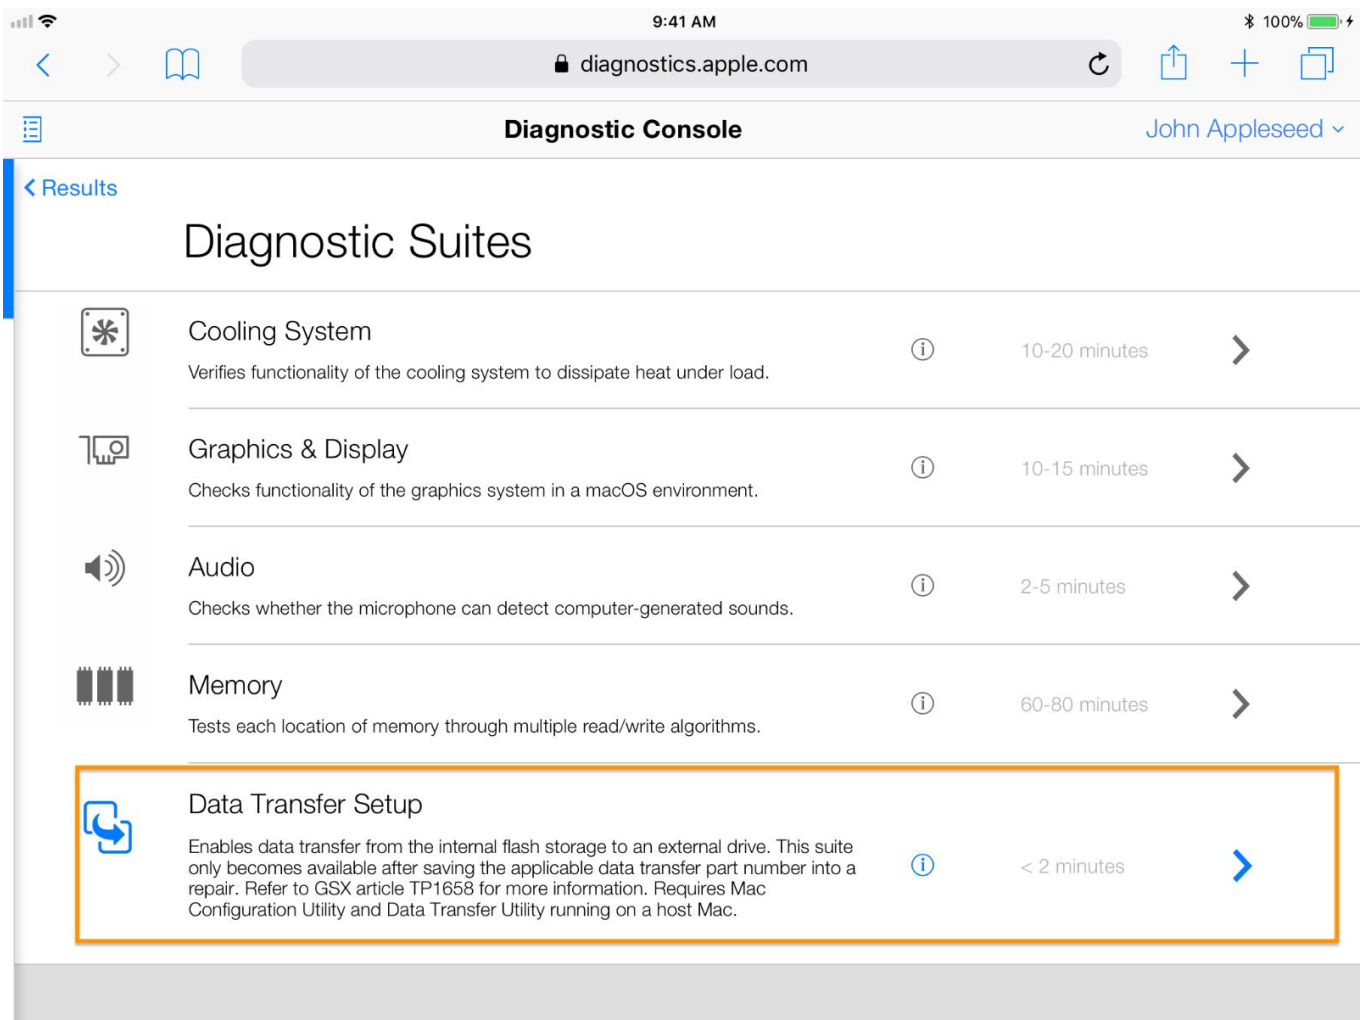 9:41 AM
100%
diagnostics.apple.com
Diagnostic Console
John Appleseed
Results
Diagnostic Suites
Cooling System
Verifies functionality of the cooling system to dissipate heat under load.
10-20 minutes
Graphics & Display
Checks functionality of the graphics system in a macOS environment.
10-15 minutes
Audio
Checks whether the microphone can detect computer-generated sounds.
2-5 minutes
Memory
Tests each location of memory through multiple read/write algorithms.
60-80 minutes
Data Transfer Setup
Enables data transfer from the internal flash storage to an external drive. This suite
only becomes available after saving the applicable data transfer part number into a
repair. Refer to GSX article TP1658 for more information. Requires Mac
Configuration Utility and Data Transfer Utility running on a host Mac.
< 2 minutes